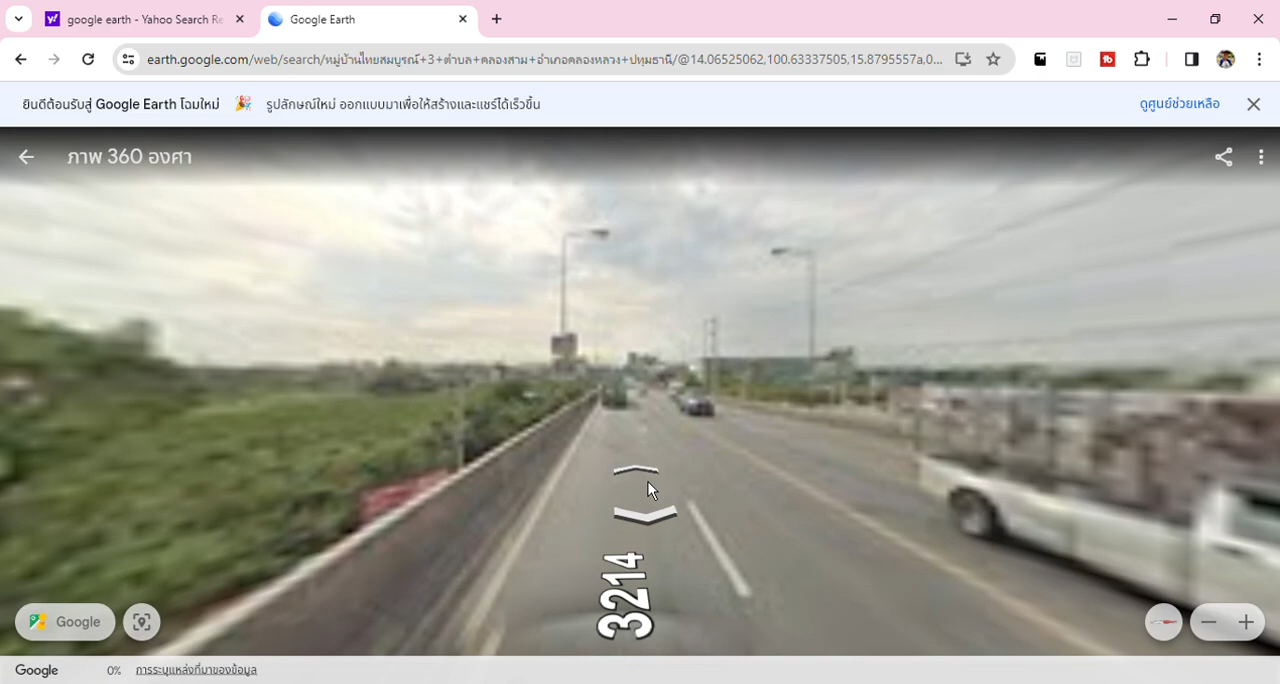 google earth - Yahoo Search Re
Google Earth
earth.google.com/web/search/หมู่บ้านไทยสมบูรณ์+3+ตำบล+คลองสาม+อำเภอคลองหลวง+ปทุมธานี/@14.06525062,100.63337505,15.8795557a,0...
ยินดีต้อนรับสู่ Google Earth โฉมใหม่ 🎉 รูปลักษณ์ใหม่ ออกแบบมาเพื่อให้สร้างและแชร์ได้เร็วขึ้น
ดูศูนย์ช่วยเหลือ
ภาพ 360 องศา
3214
Google
Google 0% การระบุแหล่งที่มาของข้อมูล